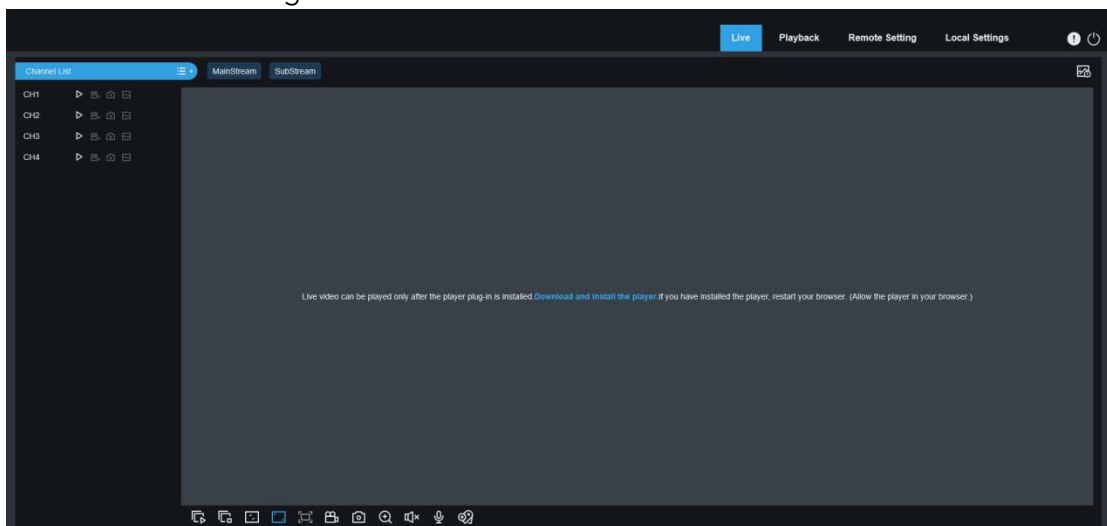 Live Playback Remote Setting Local Settings
Channel List MainStream SubStream
CH1
CH2
CH3
CH4
Live video can be played only after the player plug-in is installed.Download and install the player.If you have installed the player, restart your browser. (Allow the player in your browser.)